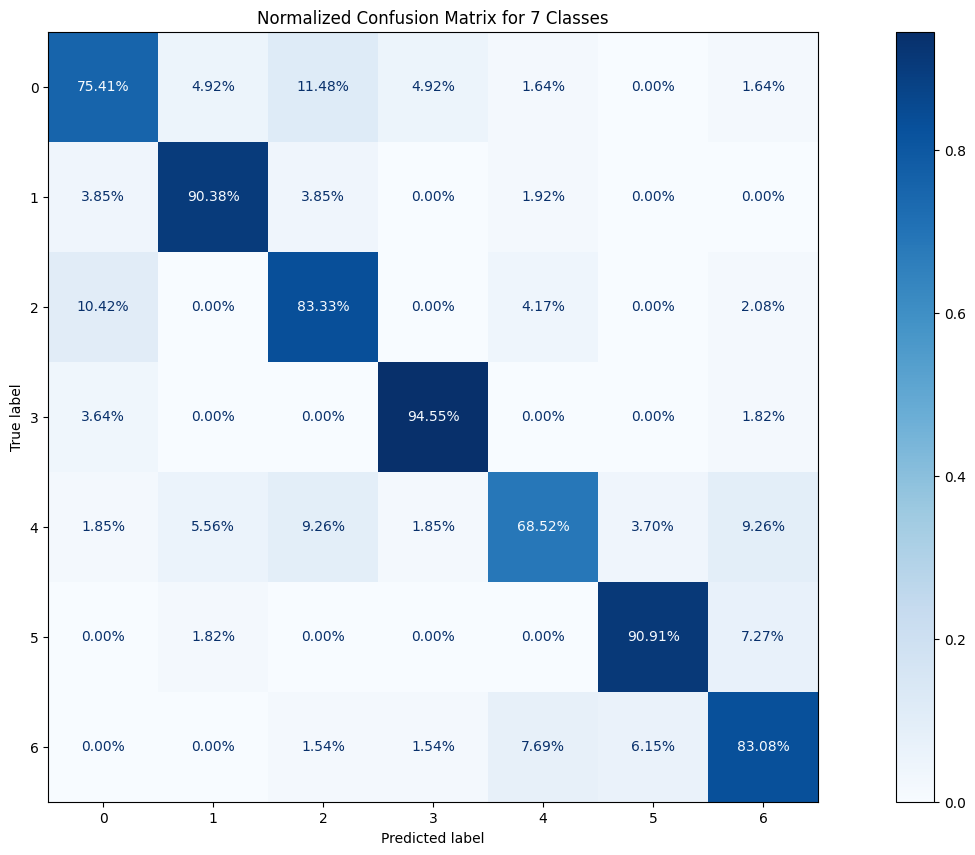 Normalized Confusion Matrix for 7 Classes
0 75.41% 4.92% 11.48% 4.92% 1.64% 0.00% 1.64%
1 3.85% 90.38% 3.85% 0.00% 1.92% 0.00% 0.00%
2 10.42% 0.00% 83.33% 0.00% 4.17% 0.00% 2.08%
3 3.64% 0.00% 0.00% 94.55% 0.00% 0.00% 1.82%
4 1.85% 5.56% 9.26% 1.85% 68.52% 3.70% 9.26%
5 0.00% 1.82% 0.00% 0.00% 0.00% 90.91% 7.27%
6 0.00% 0.00% 1.54% 1.54% 7.69% 6.15% 83.08%
0 1 2 3 4 5 6
Predicted label
True label
0.8
0.6
0.4
0.2
0.0